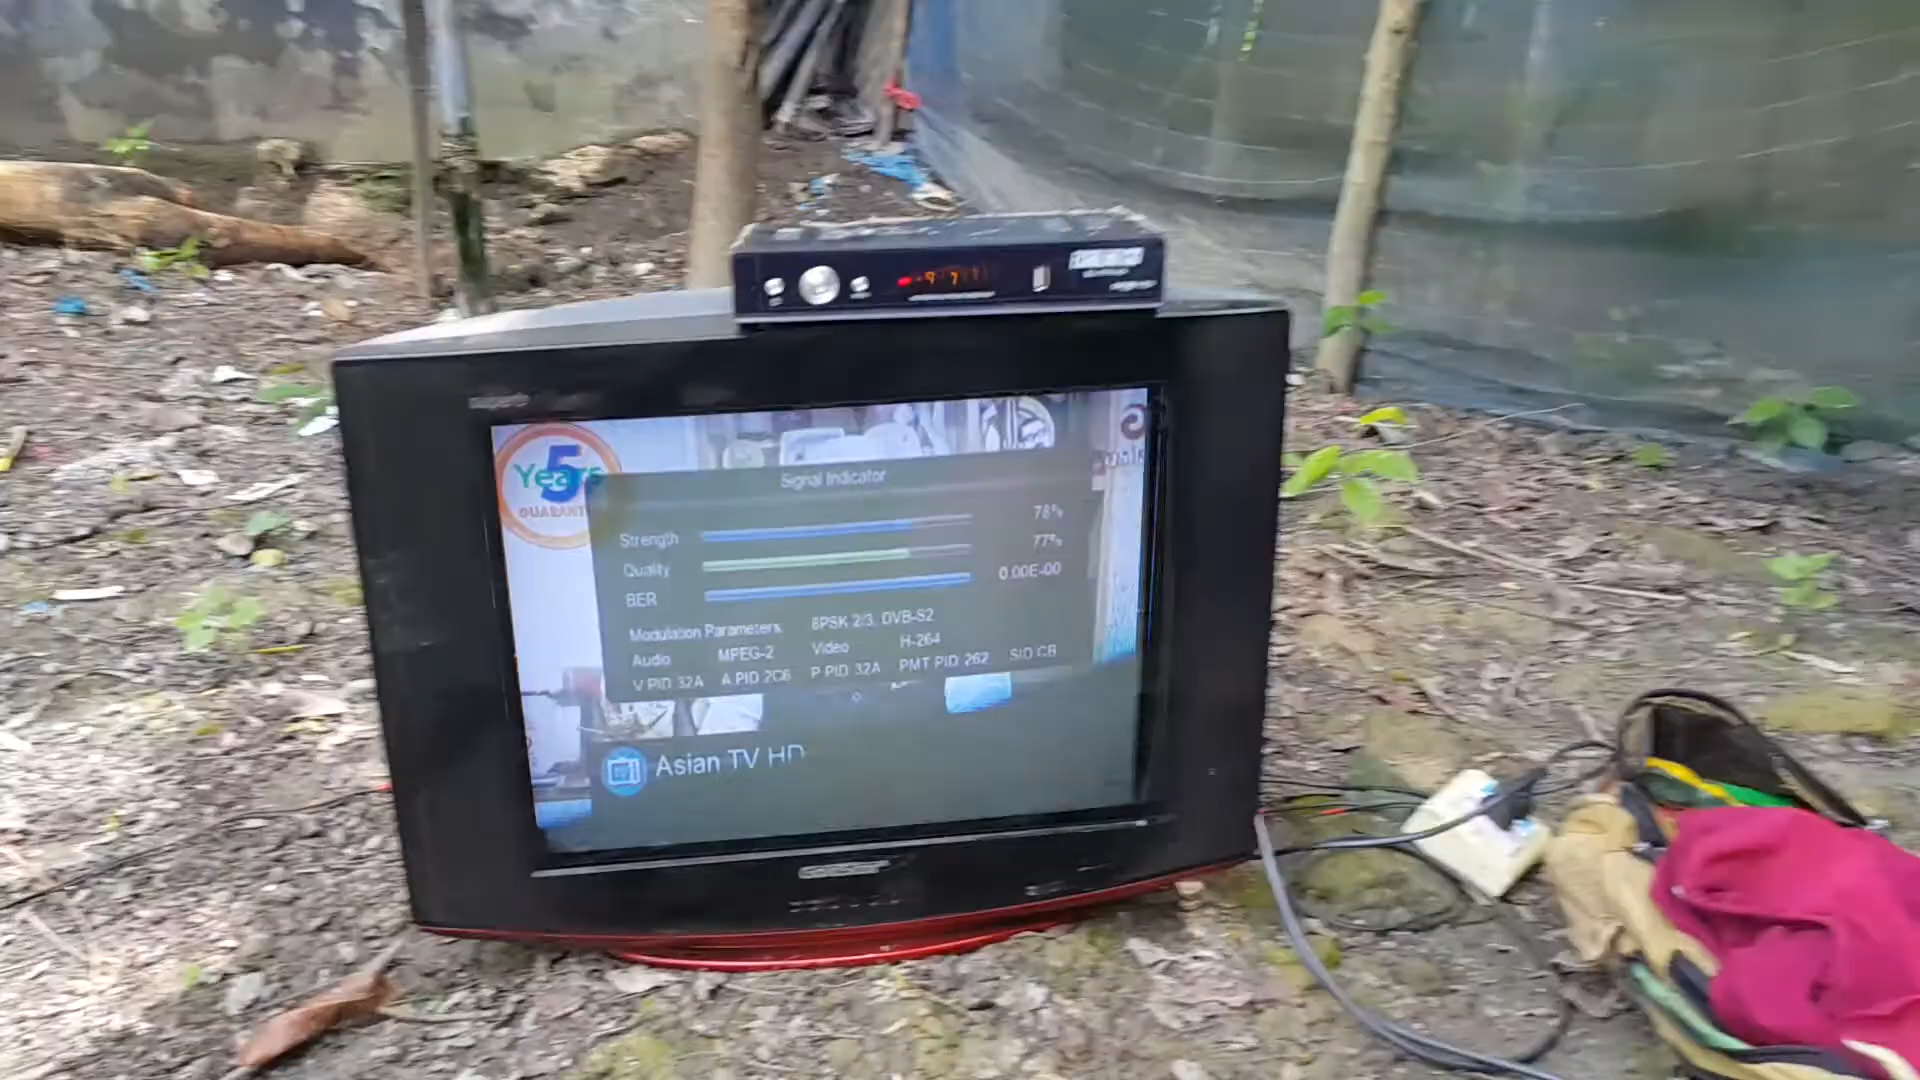 5
Years
GUARANT
Signal Indicator
Strength 78%
Quality 77%
BER 0.00E-00
Modulation Parameters 8PSK 2/3, DVB-S2
Audio MPEG-2 Video H-264
V PID 32A A PID 2C6 P PID 32A PMT PID 262 SID CB
Asian TV HD